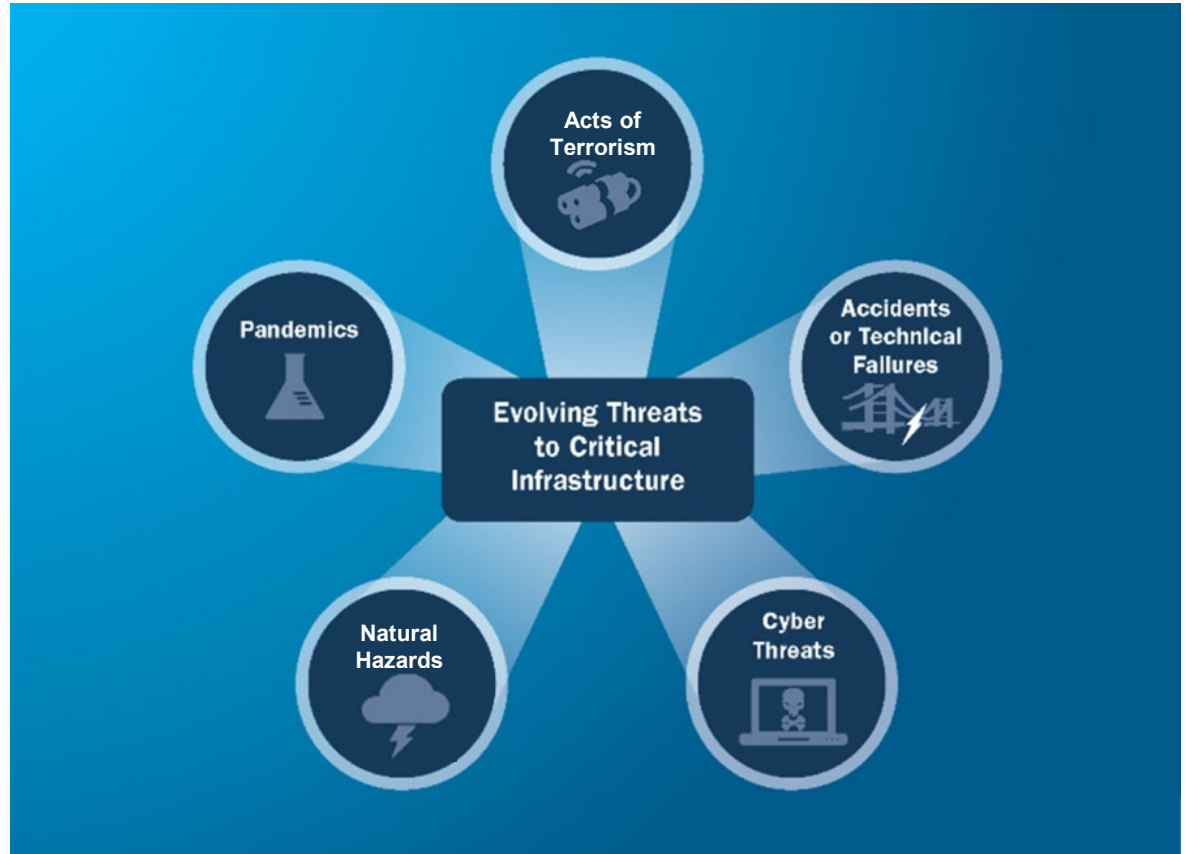 Acts of
Terrorism
Pandemics
Accidents
or Technical
Failures
Evolving Threats
to Critical
Infrastructure
Natural
Hazards
Cyber
Threats